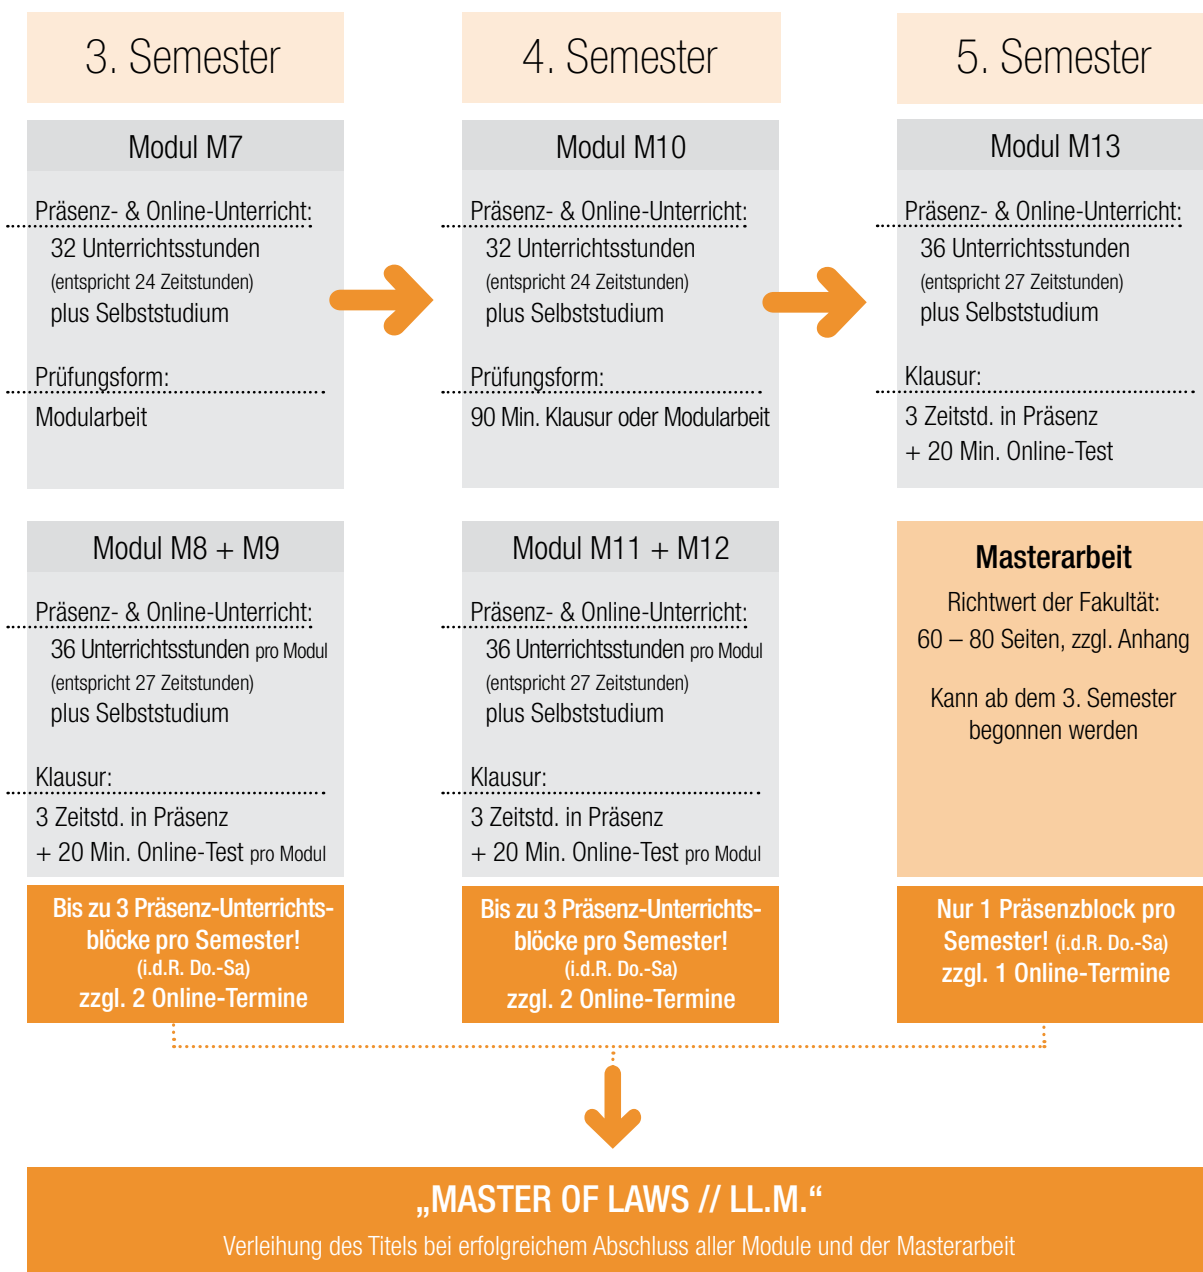 3. Semester
Modul M7
Präsenz- & Online-Unterricht:
32 Unterrichtsstunden
(entspricht 24 Zeitstunden)
plus Selbststudium
Prüfungsform:
Modularbeit
Modul M8 + M9
Präsenz- & Online-Unterricht:
36 Unterrichtsstunden pro Modul
(entspricht 27 Zeitstunden)
plus Selbststudium
Klausur:
3 Zeitstd. in Präsenz
+ 20 Min. Online-Test pro Modul
Bis zu 3 Präsenz-Unterrichts-
blöcke pro Semester!
(i.d.R. Do.-Sa)
zzgl. 2 Online-Termine
4. Semester
Modul M10
Präsenz- & Online-Unterricht:
32 Unterrichtsstunden
(entspricht 24 Zeitstunden)
plus Selbststudium
Prüfungsform:
90 Min. Klausur oder Modularbeit
Modul M11 + M12
Präsenz- & Online-Unterricht:
36 Unterrichtsstunden pro Modul
(entspricht 27 Zeitstunden)
plus Selbststudium
Klausur:
3 Zeitstd. in Präsenz
+ 20 Min. Online-Test pro Modul
Bis zu 3 Präsenz-Unterrichts-
blöcke pro Semester!
(i.d.R. Do.-Sa)
zzgl. 2 Online-Termine
5. Semester
Modul M13
Präsenz- & Online-Unterricht:
36 Unterrichtsstunden
(entspricht 27 Zeitstunden)
plus Selbststudium
Klausur:
3 Zeitstd. in Präsenz
+ 20 Min. Online-Test
Masterarbeit
Richtwert der Fakultät:
60 – 80 Seiten, zzgl. Anhang
Kann ab dem 3. Semester
begonnen werden
Nur 1 Präsenzblock pro
Semester! (i.d.R. Do.-Sa)
zzgl. 1 Online-Termine
„MASTER OF LAWS // LL.M.“
Verleihung des Titels bei erfolgreichem Abschluss aller Module und der Masterarbeit